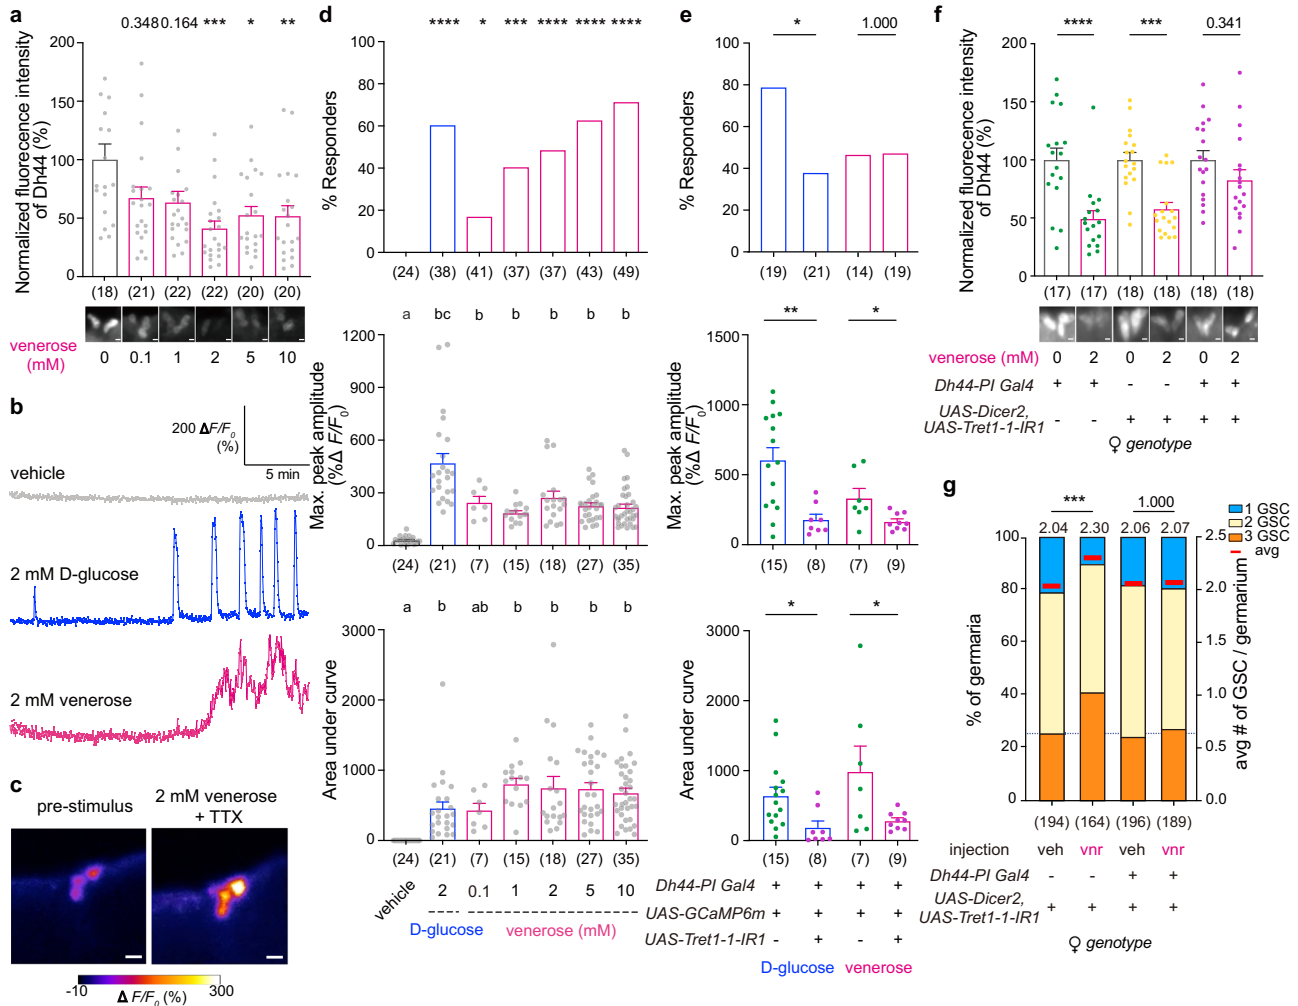 a
0.348 0.164 *** * **
Normalized fluorecence intensity
of Dh44 (%)
200
150
100
50
0
(18) (21) (22) (22) (20) (20)
venerose
(mM)
0 0.1 1 2 5 10
b
200 ΔF/F0
(%)
5 min
vehicle
2 mM D-glucose
2 mM venerose
c
pre-stimulus
2 mM venerose
+ TTX
-10 300
Δ F/F0 (%)
d
**** * *** **** **** ****
% Responders
100
80
60
40
20
0
(24) (38) (41) (37) (37) (43) (49)
a bc b b b b b
Max. peak amplitude
(%Δ F/F0)
1200
900
600
300
0
(24) (21) (7) (15) (18) (27) (35)
a b ab b b b b
Area under curve
3000
2000
1000
0
(24) (21) (7) (15) (18) (27) (35)
vehicle 2 0.1 1 2 5 10
D-glucose venerose (mM)
e
* 1.000
% Responders
100
80
60
40
20
0
(19) (21) (14) (19)
** *
Max. peak amplitude
(%Δ F/F0)
1500
1000
500
0
(15) (8) (7) (9)
* *
Area under curve
3000
2000
1000
0
(15) (8) (7) (9)
Dh44-PI Gal4 + + + +
UAS-GCaMP6m + + + +
UAS-Tret1-1-IR1 - + - +
D-glucose venerose
f
**** *** 0.341
Normalized fluorecence intensity
of Dh44 (%)
200
150
100
50
0
(17) (17) (18) (18) (18) (18)
venerose (mM) 0 2 0 2 0 2
Dh44-PI Gal4 + + - - + +
UAS-Dicer2,
UAS-Tret1-1-IR1 - - + + + +
♀ genotype
g
*** 1.000
2.04 2.30 2.06 2.07
1 GSC
2 GSC
3 GSC
avg
% of germaria
100
80
60
40
20
0
avg # of GSC / germarium
2.5
2.0
1.5
1.0
0.5
0.0
(194) (164) (196) (189)
injection veh vnr veh vnr
Dh44-PI Gal4 - - + +
UAS-Dicer2,
UAS-Tret1-1-IR1 + + + +
♀ genotype